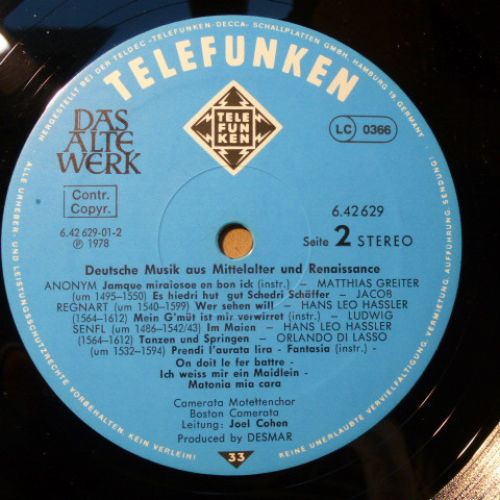 HERGESTELLT BEI DER TELDEC »TELEFUNKEN-DECCA« SCHALLPLATTEN GMBH, HAMBURG 19 GERMANY
TELEFUNKEN
DAS
ALTE
WERK
TELE
FUN
KEN
LC 0366
Contr.
Copyr.
6.42 629-01-2
Ⓟ 1978
6.42 629
Seite 2 STEREO
Deutsche Musik aus Mittelalter und Renaissance
ANONYM Jamque miraiosoe en bon ick (instr.) – MATTHIAS GREITER
(um 1495–1550) Es hiedri hut gut Schedri Schäffer – JACOB
REGNART (um 1540–1599) Wer sehen will – HANS LEO HASSLER
(1564–1612) Mein G'müt ist mir verwirret (instr.) – LUDWIG
SENFL (um 1486–1542/43) Im Maien – HANS LEO HASSLER
(1564–1612) Tanzen und Springen – ORLANDO DI LASSO
(um 1532–1594) Prendi l'aurata lira - Fantasia (instr.) -
On doit le fer battre -
Ich weiss mir ein Maidlein -
Matonia mia cara
Camerata Motettenchor
Boston Camerata
Leitung: Joel Cohen
Produced by DESMAR
33
ALLE URHEBER- UND LEISTUNGSSCHUTZRECHTE VORBEHALTEN. KEIN VERLEIH!
KEINE UNERLAUBTE VERVIELFÄLTIGUNG, VERMIETUNG, AUFFÜHRUNG, SENDUNG!